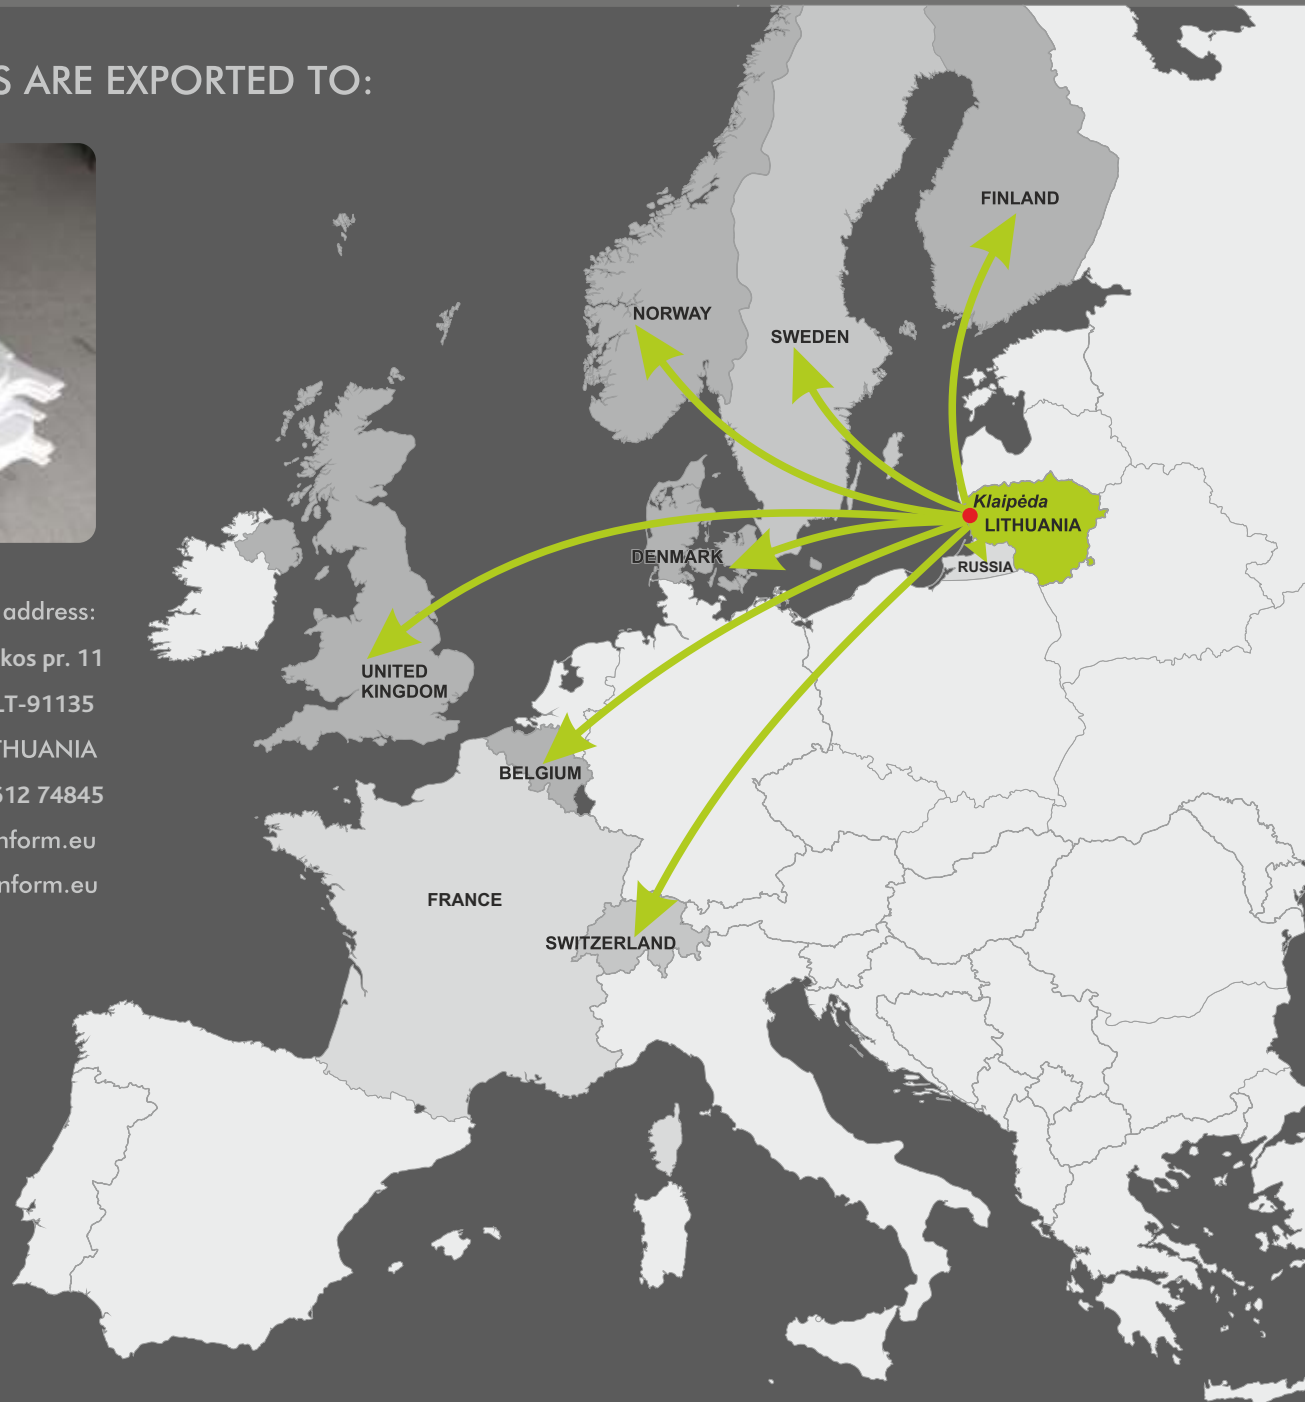 S ARE EXPORTED TO:
FINLAND
NORWAY
SWEDEN
Klaipėda
LITHUANIA
DENMARK
RUSSIA
address:
kos pr. 11
UNITED
KINGDOM
LT-91135
THUANIA
BELGIUM
612 74845
nform.eu
nform.eu
FRANCE
SWITZERLAND